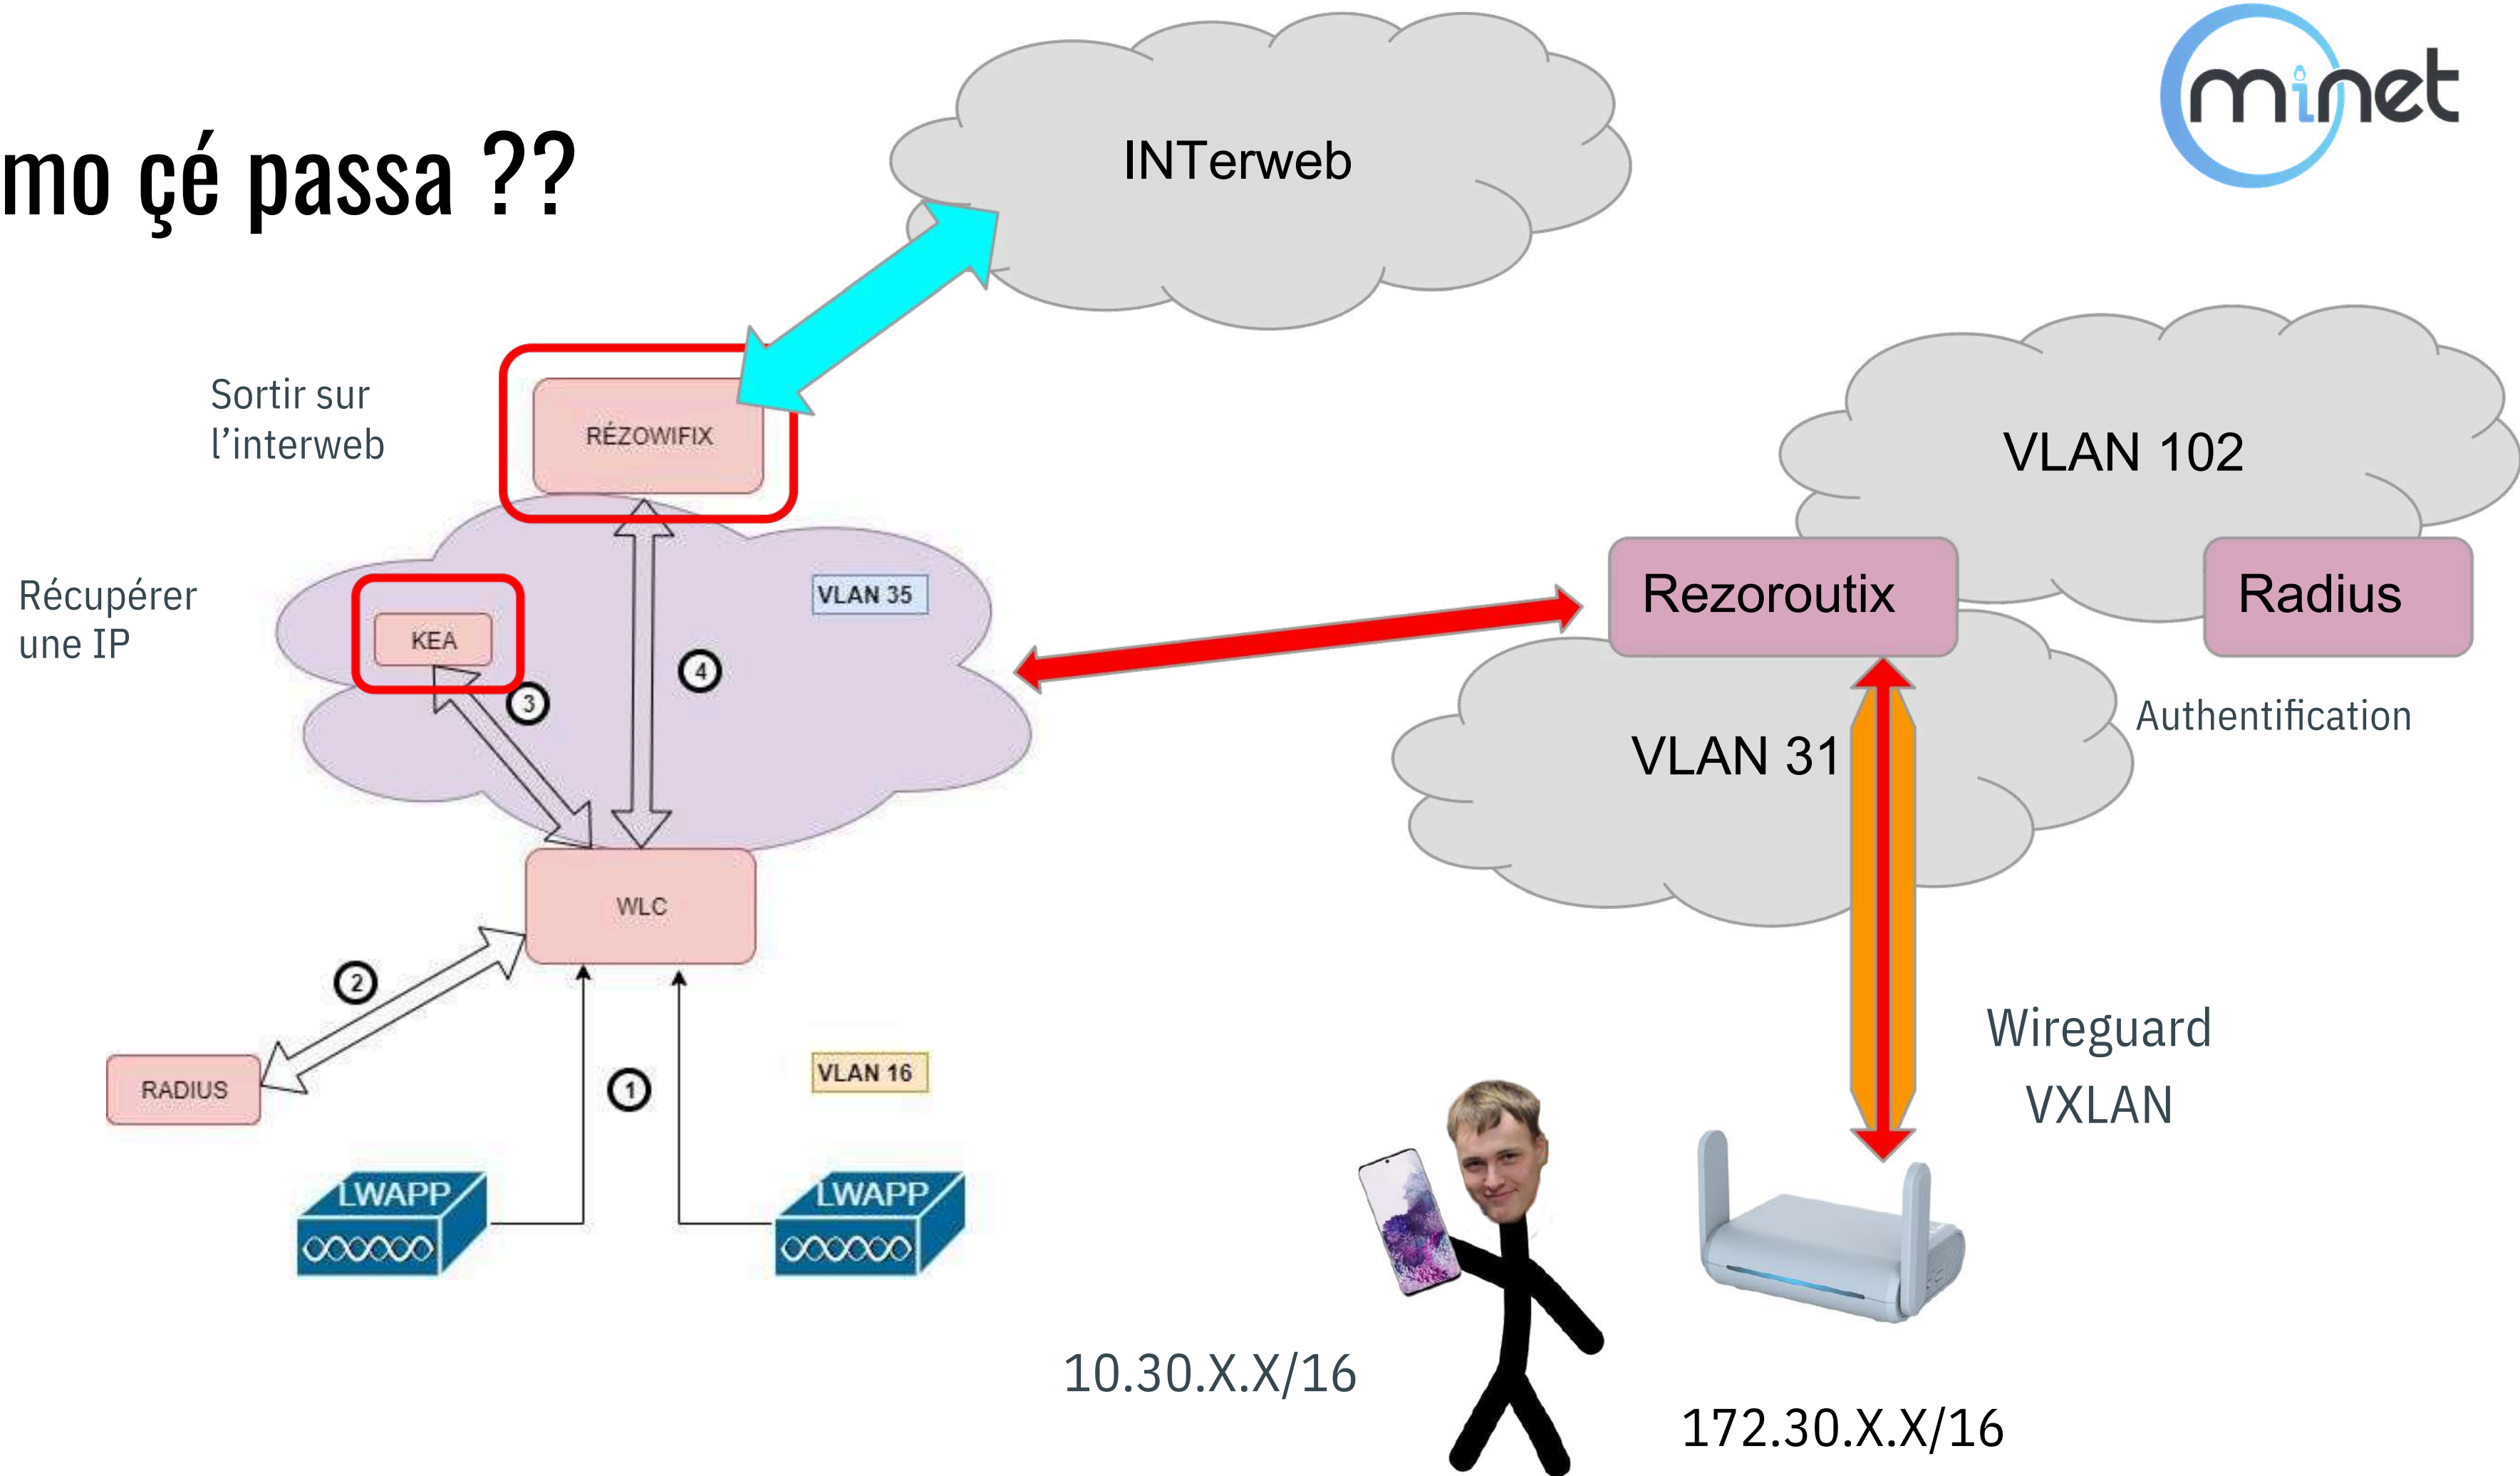 mo çé passa ??
minet
INTerweb
Sortir sur
l’interweb
RÉZOWIFIX
VLAN 102
Récupérer
une IP
KEA
VLAN 35
3
4
Rezoroutix
Radius
Authentification
VLAN 31
WLC
2
RADIUS
1
VLAN 16
LWAPP
LWAPP
Wireguard
VXLAN
10.30.X.X/16
172.30.X.X/16